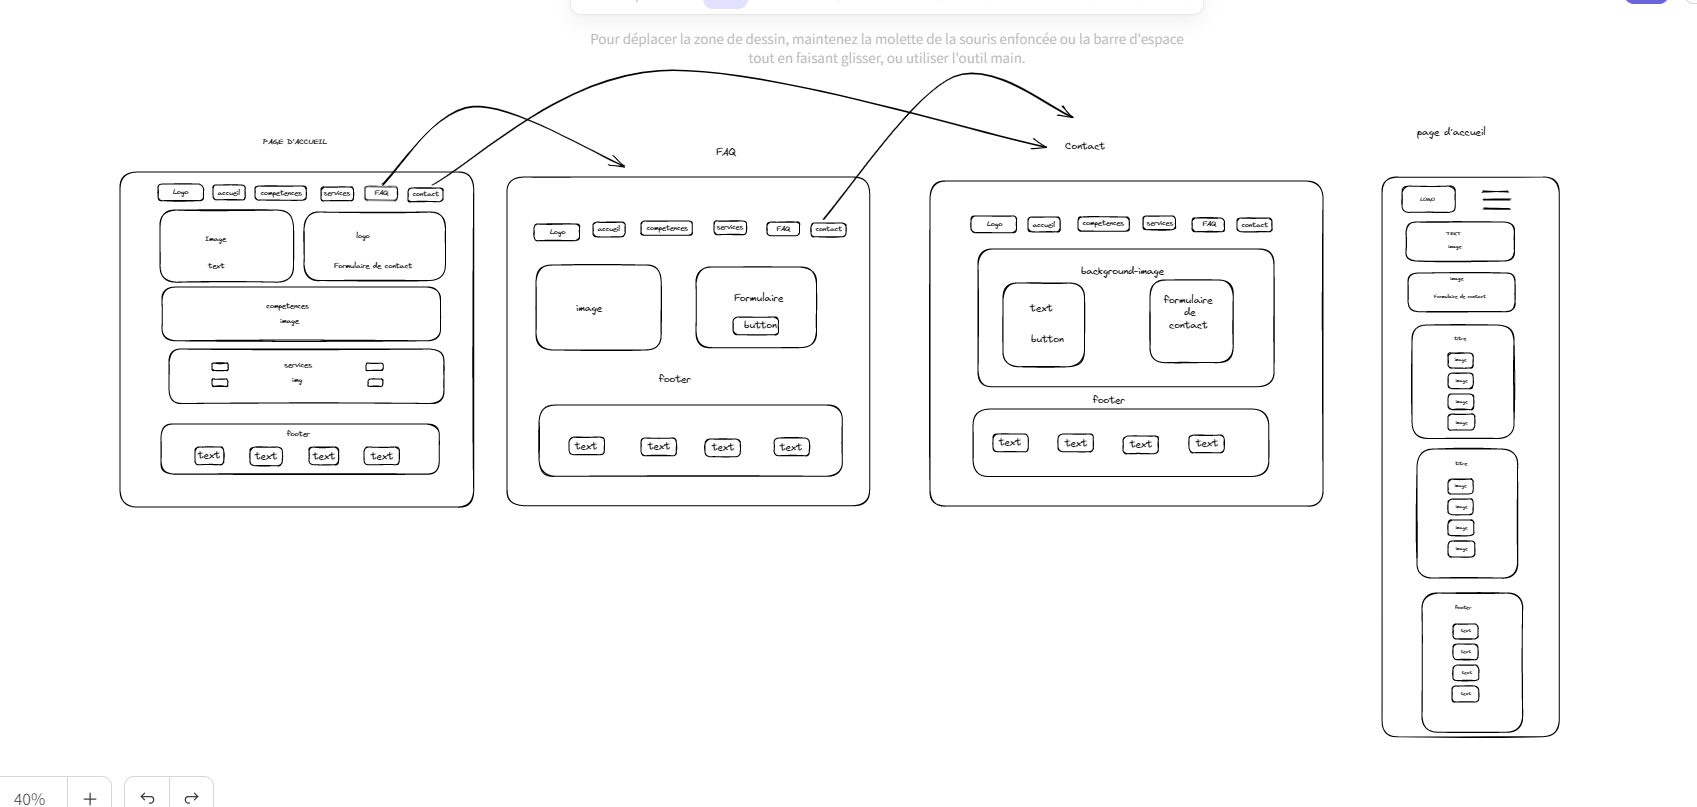 Pour déplacer la zone de dessin, maintenez la molette de la souris enfoncée ou la barre d'espace
tout en faisant glisser, ou utiliser l'outil main.
PAGE D'ACCUEIL
Logo
accueil
competences
services
FAQ
contact
Image
text
logo
Formulaire de contact
competences
image
services
img
footer
text
text
text
text
FAQ
Logo
accueil
competences
services
FAQ
contact
image
Formulaire
button
footer
text
text
text
text
Contact
Logo
accueil
competences
services
FAQ
contact
background-image
text
button
formulaire
de
contact
footer
text
text
text
text
page d'accueil
LOGO
TEXT
image
image
Formulaire de contact
titre
image
image
image
image
titre
image
image
image
image
footer
text
text
text
text
40%